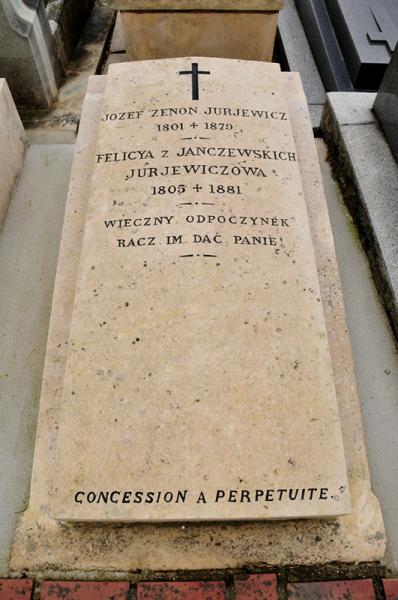 JOZEF ZENON JURJEWICZ
1801 + 1879
FELICYA Z JANCZEWSKICH
JURJEWICZOWA
1805 + 1881
WIECZNY ODPOCZYNEK
RACZ IM DAĆ PANIE!
CONCESSION A PERPETUITE.